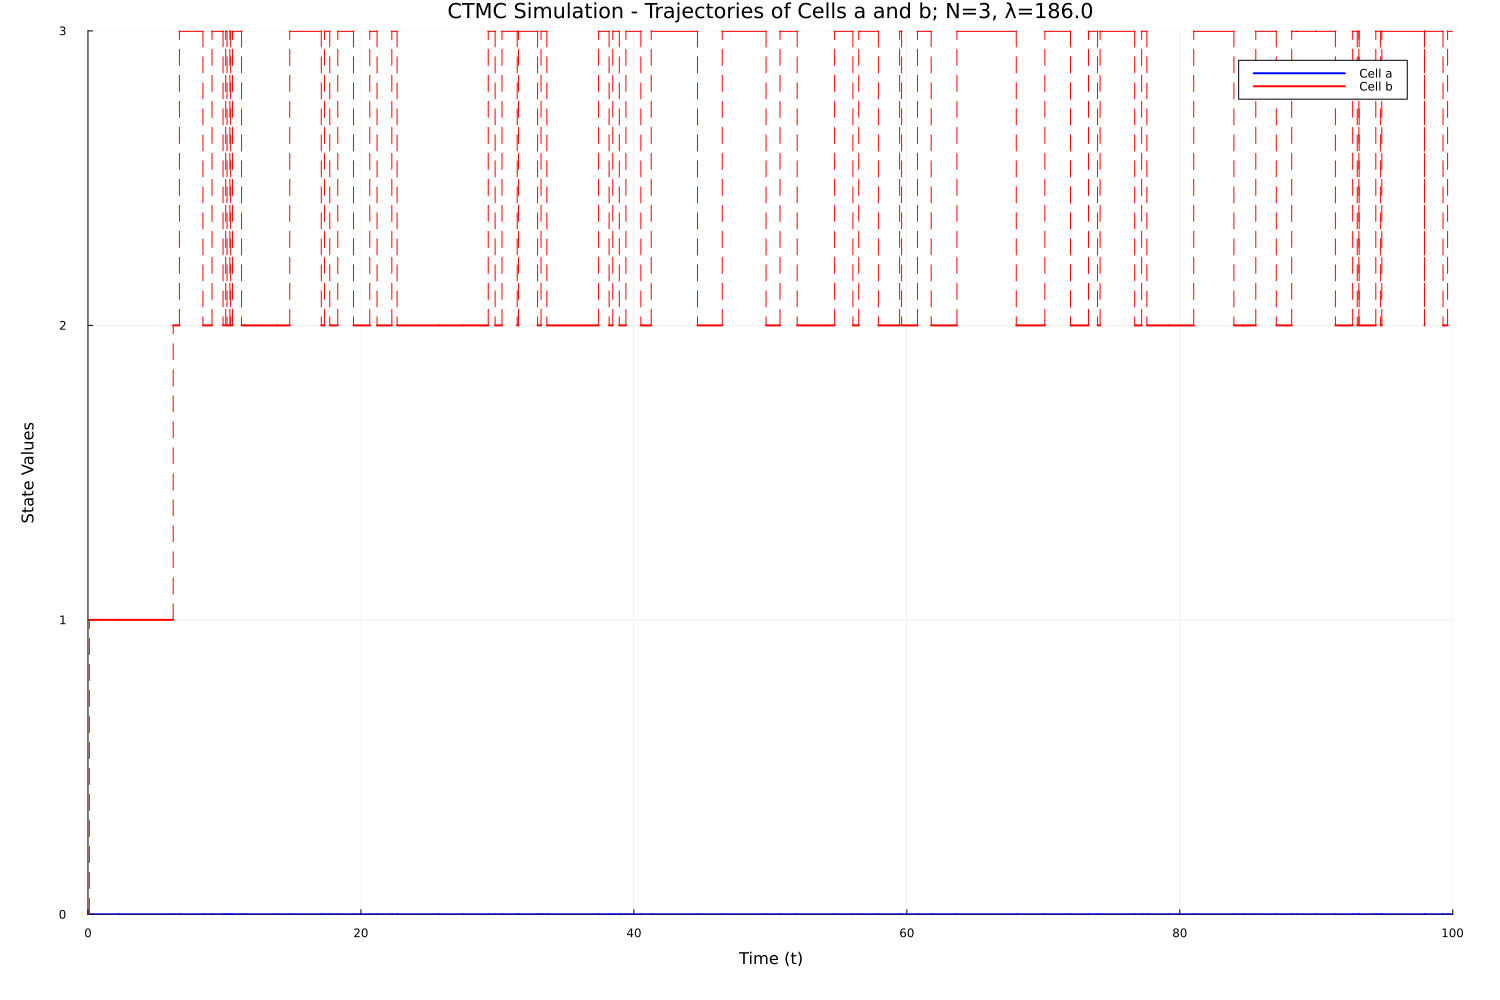 CTMC Simulation - Trajectories of Cells a and b; N=3, λ=186.0
3
Cell a
Cell b
2
State Values
1
0
0 20 40 60 80 100
Time (t)